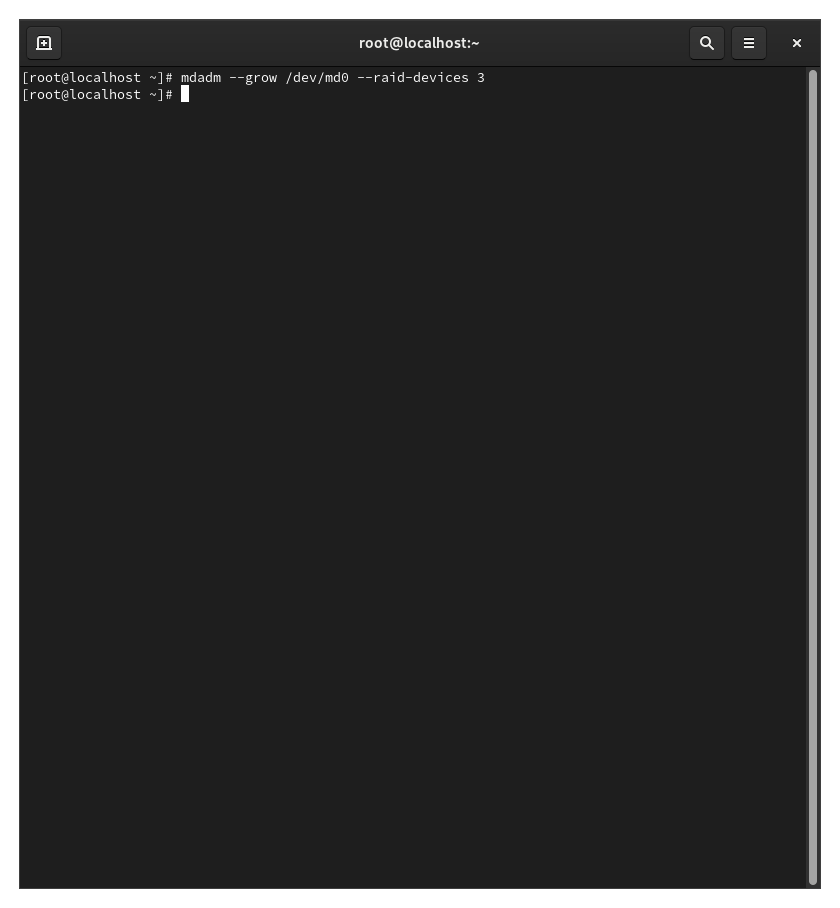 root@localhost:~
[root@localhost ~]# mdadm --grow /dev/md0 --raid-devices 3
[root@localhost ~]#